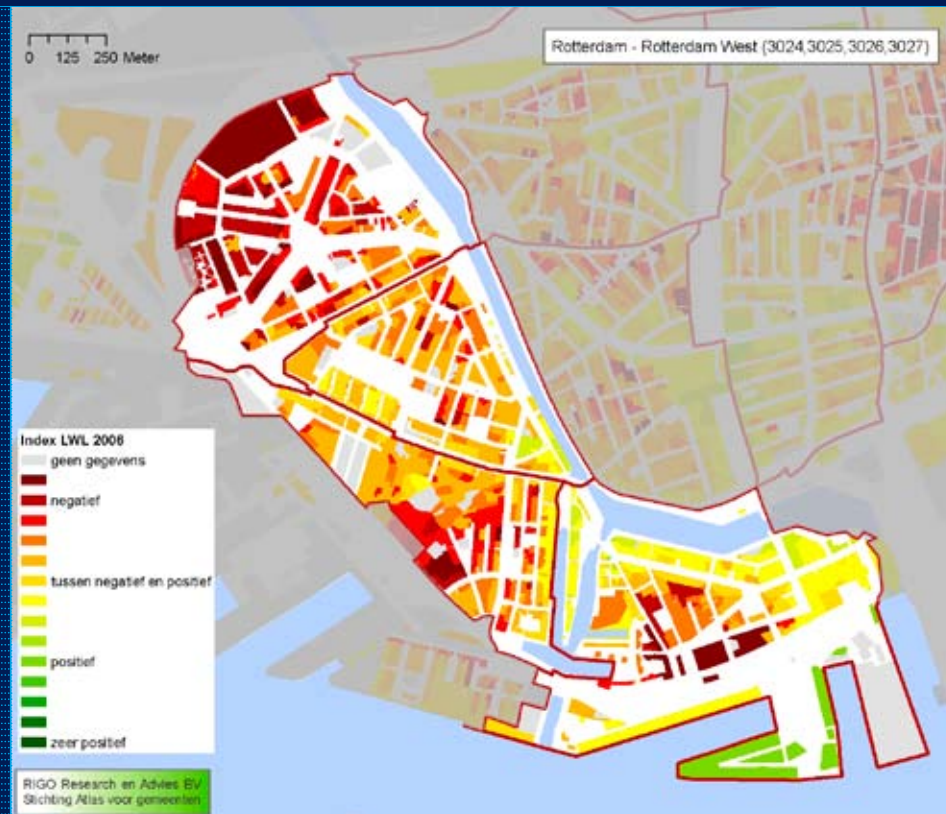 0 125 250 Meter
Rotterdam - Rotterdam West (3024,3025,3026,3027)
Index LWL 2006
geen gegevens
negatief
tussen negatief en positief
positief
zeer positief
RIGO Research en Advies BV
Stichting Atlas voor gemeenten